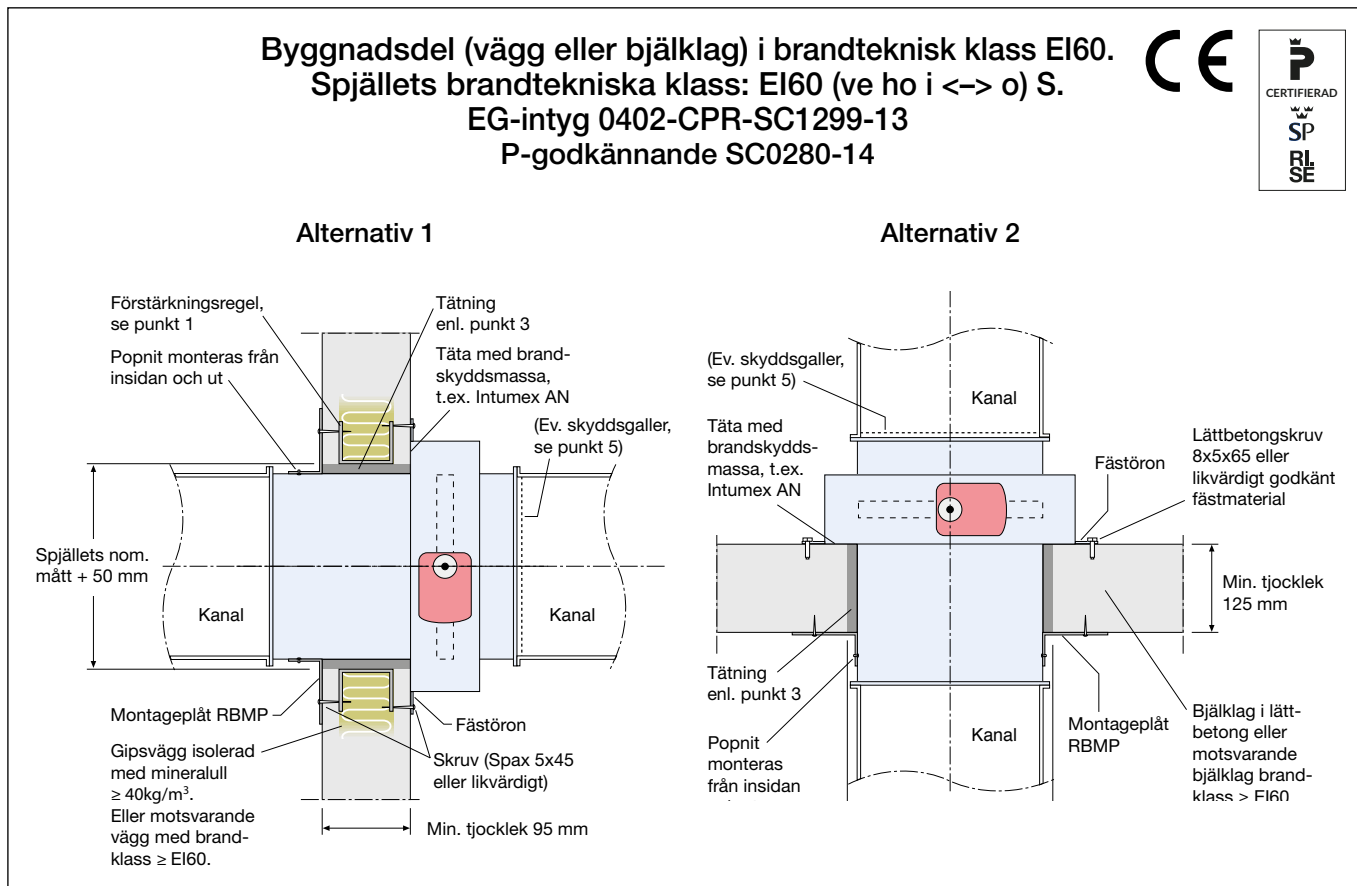 Byggnadsdel (vägg eller bjälklag) i brandteknisk klass EI60.
Spjällets brandtekniska klass: EI60 (ve ho i <–> o) S.
EG-intyg 0402-CPR-SC1299-13
P-godkännande SC0280-14
CE
P
CERTIFIERAD
SP
RI.
SE
Alternativ 1
Förstärkningsregel,
se punkt 1
Popnit monteras från
insidan och ut
Tätning
enl. punkt 3
Täta med brand-
skyddsmassa,
t.ex. Intumex AN
(Ev. skyddsgaller,
se punkt 5)
Spjällets nom.
mått + 50 mm
Kanal
Kanal
Montageplåt RBMP
Gipsvägg isolerad
med mineralull
≥ 40kg/m³.
Eller motsvarande
vägg med brand-
klass ≥ EI60.
Fästöron
Skruv (Spax 5x45
eller likvärdigt)
Min. tjocklek 95 mm
Alternativ 2
(Ev. skyddsgaller,
se punkt 5)
Kanal
Täta med
brandskydds-
massa, t.ex.
Intumex AN
Fästöron
Lättbetongskruv
8x5x65 eller
likvärdigt godkänt
fästmaterial
Min. tjocklek
125 mm
Tätning
enl. punkt 3
Popnit
monteras
från insidan
Kanal
Montageplåt
RBMP
Bjälklag i lätt-
betong eller
motsvarande
bjälklag brand-
klass ≥ EI60